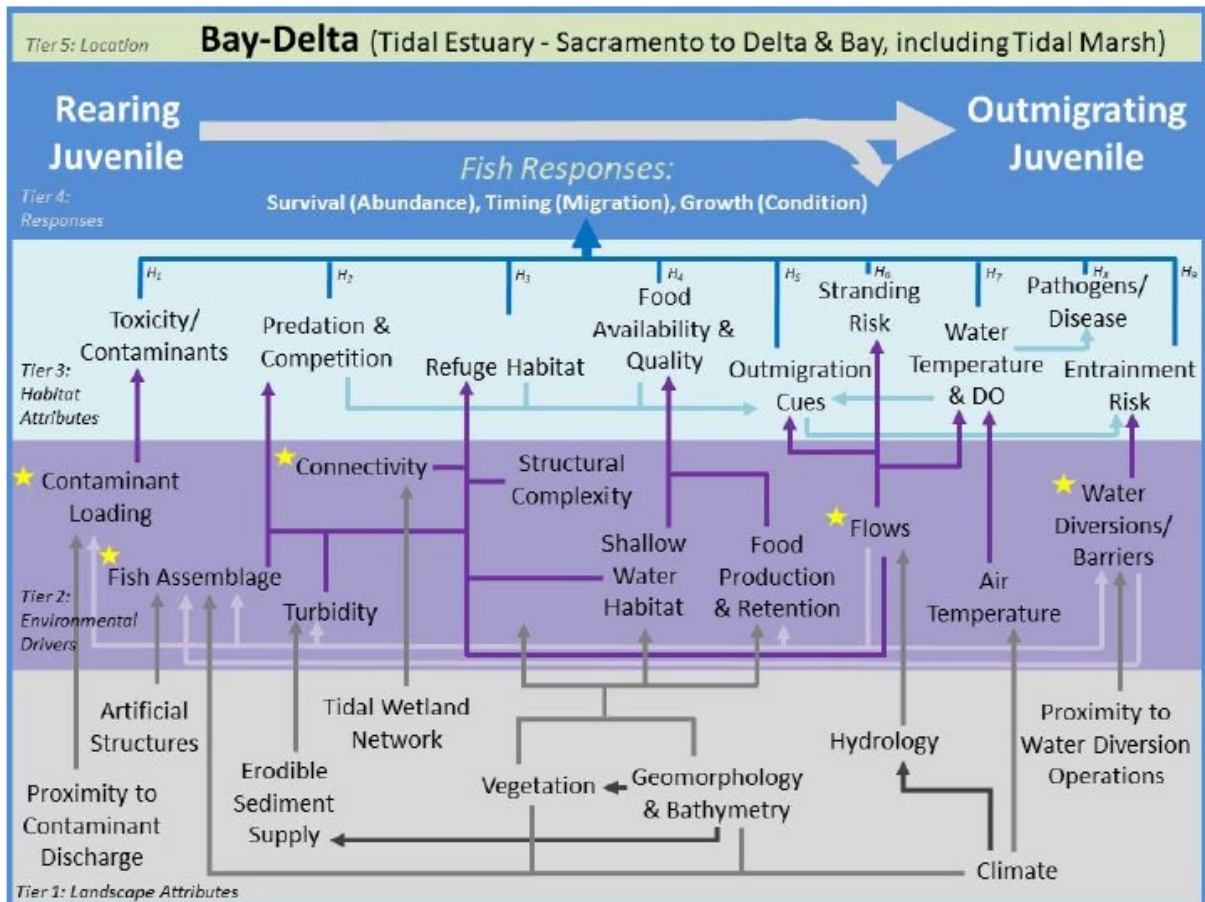 Tier 5: Location Bay-Delta (Tidal Estuary - Sacramento to Delta & Bay, including Tidal Marsh)
Rearing
Juvenile
Outmigrating
Juvenile
Fish Responses:
Survival (Abundance), Timing (Migration), Growth (Condition)
Tier 4:
Responses
H1
H2
H3
H4
H5
H6
H7
H8
H9
Toxicity/
Contaminants
Predation &
Competition
Refuge Habitat
Food
Availability &
Quality
Outmigration
Cues
Stranding
Risk
Water
Temperature
& DO
Pathogens/
Disease
Entrainment
Risk
Tier 3:
Habitat
Attributes
Contaminant
Loading
Fish Assemblage
Turbidity
Connectivity
Structural
Complexity
Shallow
Water
Habitat
Food
Production
& Retention
Flows
Air
Temperature
Water
Diversions/
Barriers
Tier 2:
Environmental
Drivers
Proximity to
Contaminant
Discharge
Artificial
Structures
Erodible
Sediment
Supply
Tidal Wetland
Network
Vegetation
Geomorphology
& Bathymetry
Hydrology
Climate
Proximity to
Water Diversion
Operations
Tier 1: Landscape Attributes